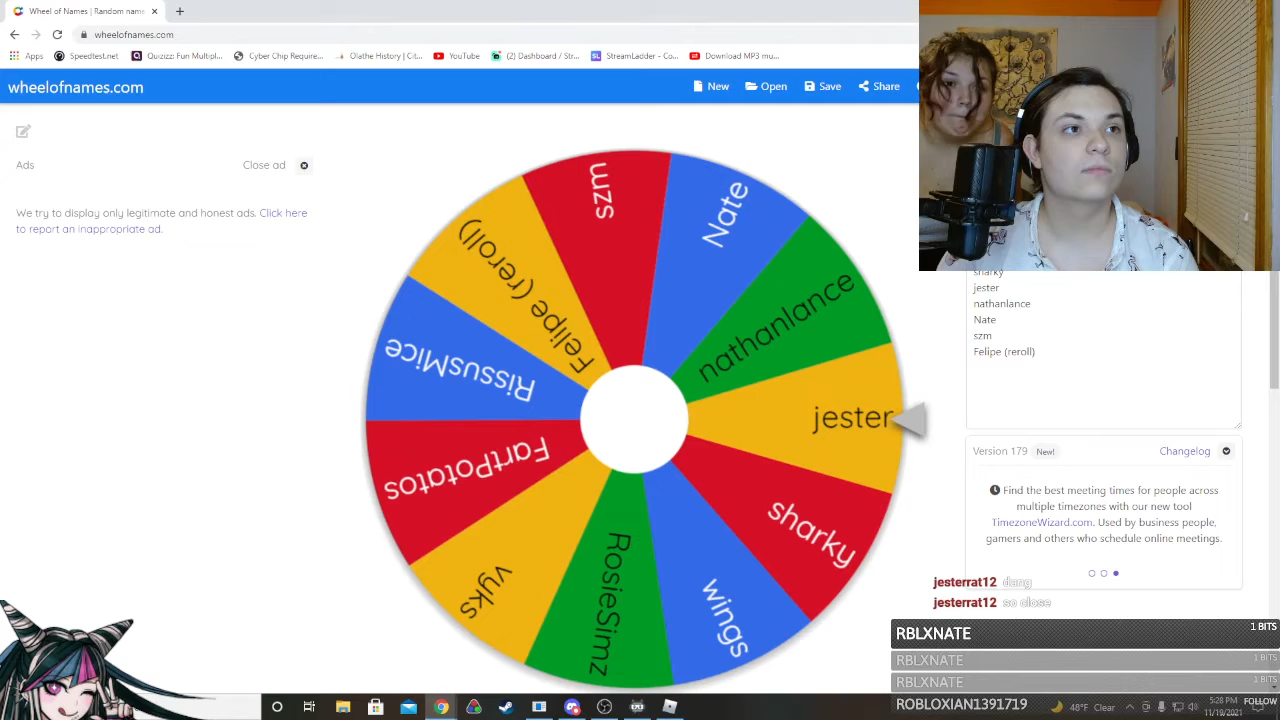 Wheel of Names | Random name
wheelofnames.com
Apps
Speedtest.net
Quizizz: Fun Multipl...
Cyber Chip Require...
Olathe History | Cit...
YouTube
(2) Dashboard / Str...
StreamLadder - Co...
Download MP3 mu...
wheelofnames.com
New
Open
Save
Share
Ads
Close ad
We try to display only legitimate and honest ads. Click here
to report an inappropriate ad.
szm
Nate
nathanlance
jester
sharky
wings
RosieSimz
vyks
FartPotatos
RissusMice
Felipe (reroll)
sharky
jester
nathanlance
Nate
szm
Felipe (reroll)
Version 179 New!
Changelog
Find the best meeting times for people across
multiple timezones with our new tool
TimezoneWizard.com. Used by business people,
gamers and others who schedule online meetings.
jesterrat12 dang
jesterrat12 so close
RBLXNATE 1 BITS
RBLXNATE 1 BITS
RBLXNATE 1 BITS
ROBLOXIAN1391719 FOLLOW
48°F Clear
5:28 PM
11/19/2021